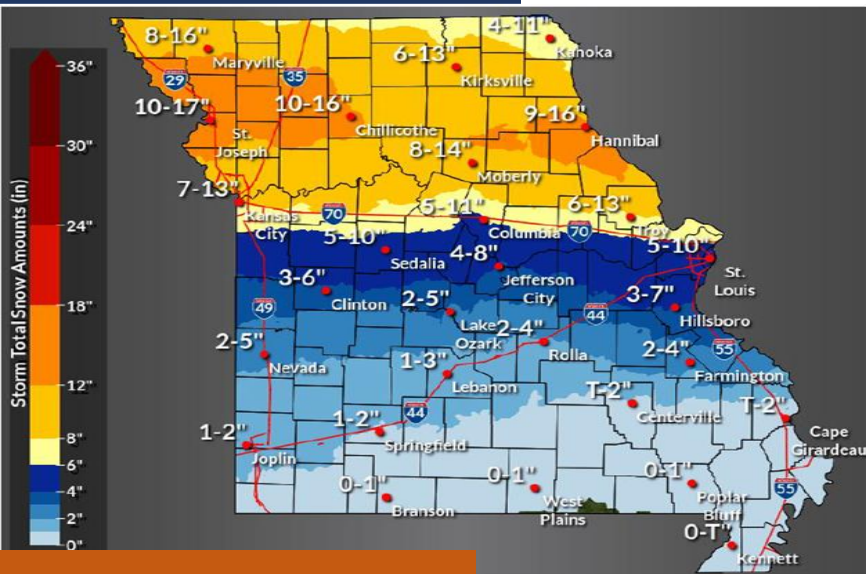 Storm Total Snow Amounts (in)
36"
30"
24"
18"
12"
8"
6"
4"
2"
0"
8-16"
Maryville
6-13"
Kirksville
4-11"
Kahoka
29
35
10-17"
St.
Joseph
10-16"
Chillicothe
9-16"
Hannibal
8-14"
Moberly
7-13"
Kansas
City
70
5-11"
Columbia
70
6-13"
Troy
5-10"
Sedalia
4-8"
Jefferson
City
5-10"
St.
Louis
3-6"
Clinton
49
2-5"
Lake
Ozark
2-4"
Rolla
44
3-7"
Hillsboro
2-5"
Nevada
1-3"
Lebanon
2-4"
Farmington
55
1-2"
Joplin
1-2"
Springfield
44
T-2"
Centerville
T-2"
Cape
Girardeau
0-1"
Branson
0-1"
West
Plains
0-1"
Poplar
Bluff
55
0-T"
Kennett